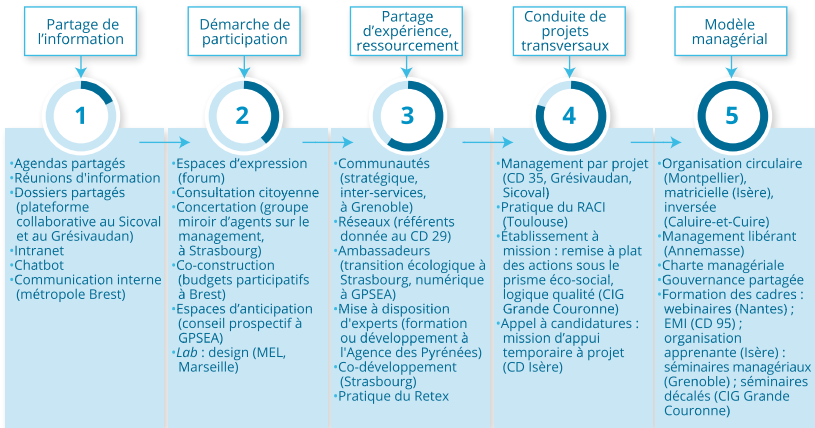 Partage de
l'information
1
•Agendas partagés
•Réunions d'information
•Dossiers partagés
(plateforme
collaborative au Sicoval
et au Grésivaudan)
•Intranet
•Chatbot
•Communication interne
(métropole Brest)
Démarche de
participation
2
•Espaces d'expression
(forum)
•Consultation citoyenne
•Concertation (groupe
miroir d'agents sur le
management,
à Strasbourg)
•Co-construction
(budgets participatifs
à Brest)
•Espaces d'anticipation
(conseil prospectif à
GPSEA)
•Lab : design (MEL,
Marseille)
Partage
d'expérience,
ressourcement
3
•Communautés
(stratégique,
inter-services,
à Grenoble)
•Réseaux (référents
donnée au CD 29)
•Ambassadeurs
(transition écologique à
Strasbourg, numérique
à GPSEA)
•Mise à disposition
d'experts (formation
ou développement à
l'Agence des Pyrénées)
•Co-développement
(Strasbourg)
•Pratique du Retex
Conduite de
projets
transversaux
4
•Management par projet
(CD 35, Grésivaudan,
Sicoval)
•Pratique du RACI
(Toulouse)
•Établissement à
mission : remise à plat
des actions sous le
prisme éco-social,
logique qualité (CIG
Grande Couronne)
•Appel à candidatures :
mission d'appui
temporaire à projet
(CD Isère)
Modèle
managérial
5
•Organisation circulaire
(Montpellier),
matricielle (Isère),
inversée
(Caluire-et-Cuire)
•Management libérant
(Annemasse)
•Charte managériale
•Gouvernance partagée
•Formation des cadres :
webinaires (Nantes) ;
EMI (CD 95) ;
organisation
apprenante (Isère) :
séminaires managériaux
(Grenoble) ; séminaires
décalés (CIG Grande
Couronne)